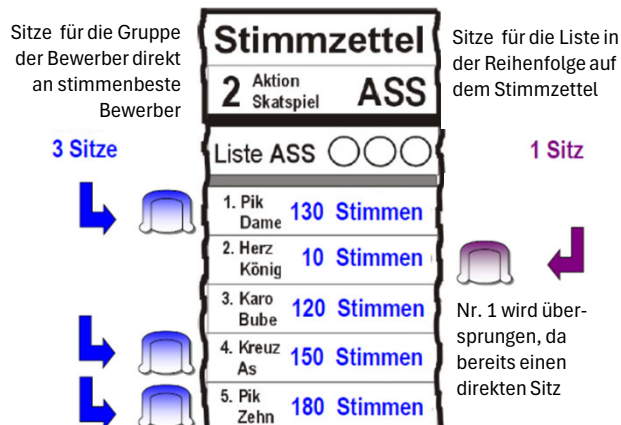 Sitze für die Gruppe
der Bewerber direkt
an stimmenbeste
Bewerber
3 Sitze
Stimmzettel
2 Aktion
Skatspiel ASS
Liste ASS
1. Pik
Dame 130 Stimmen
2. Herz
König 10 Stimmen
3. Karo
Bube 120 Stimmen
4. Kreuz
As 150 Stimmen
5. Pik
Zehn 180 Stimmen
Sitze für die Liste in
der Reihenfolge auf
dem Stimmzettel
1 Sitz
Nr. 1 wird über-
sprungen, da
bereits einen
direkten Sitz